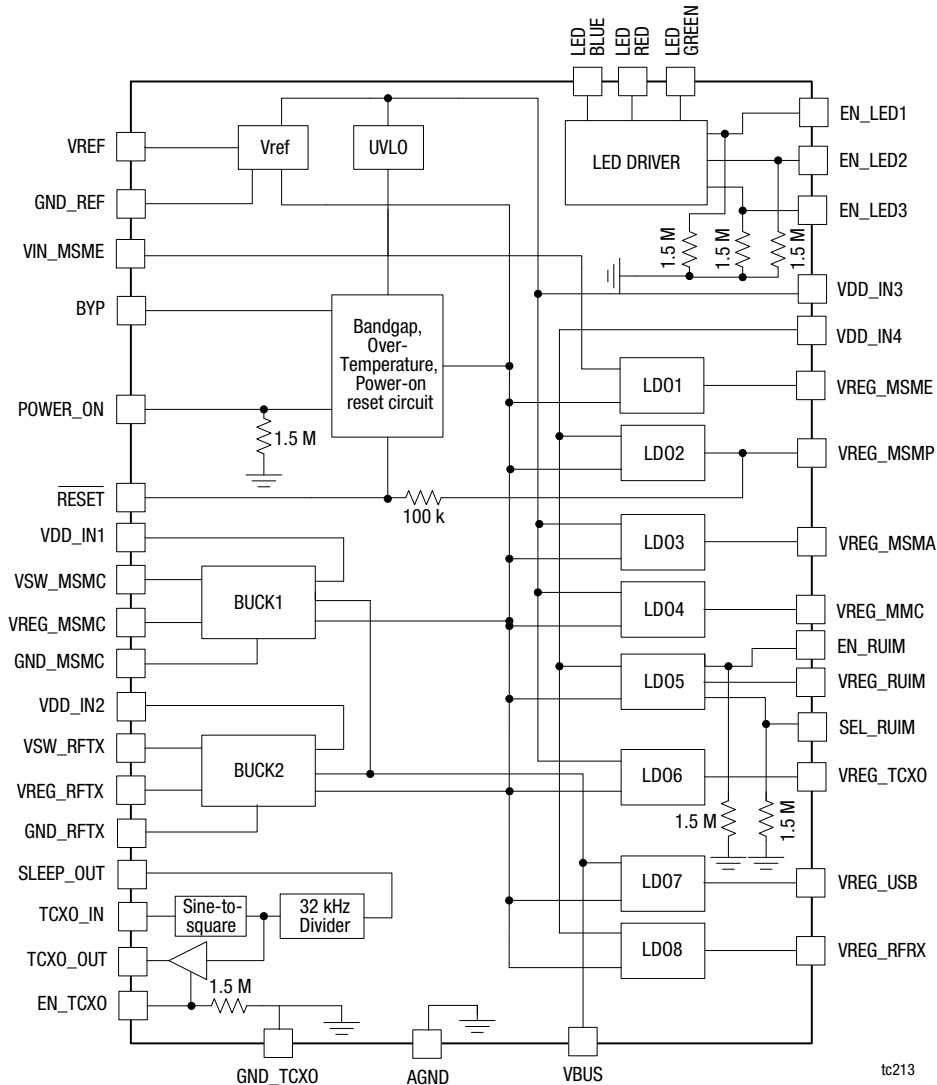 LED
BLUE
LED
RED
LED
GREEN
VREF
GND_REF
VIN_MSME
BYP
POWER_ON
RESET
VDD_IN1
VSW_MSMC
VREG_MSMC
GND_MSMC
VDD_IN2
VSW_RFTX
VREG_RFTX
GND_RFTX
SLEEP_OUT
TCXO_IN
TCXO_OUT
EN_TCXO
Vref
UVLO
Bandgap,
Over-
Temperature,
Power-on
reset circuit
1.5 M
100 k
BUCK1
BUCK2
Sine-to-
square
32 kHz
Divider
1.5 M
LED DRIVER
1.5 M
1.5 M
1.5 M
LDO1
LDO2
LDO3
LDO4
LDO5
LDO6
1.5 M
1.5 M
LDO7
LDO8
EN_LED1
EN_LED2
EN_LED3
VDD_IN3
VDD_IN4
VREG_MSME
VREG_MSMP
VREG_MSMA
VREG_MMC
EN_RUIM
VREG_RUIM
SEL_RUIM
VREG_TCXO
VREG_USB
VREG_RFRX
GND_TCXO
AGND
VBUS
tc213